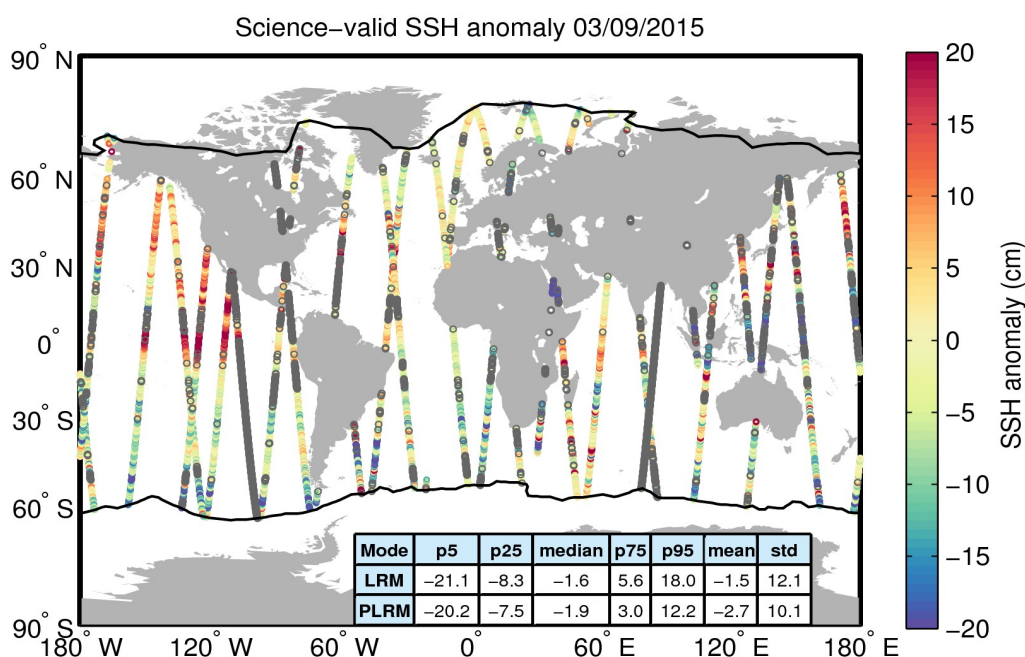 Science−valid SSH anomaly 03/09/2015
90° N
60° N
30° N
0°
30° S
60° S
90° S
180° W
120° W
60° W
0°
60° E
120° E
180° E
Mode p5 p25 median p75 p95 mean std
LRM −21.1 −8.3 −1.6 5.6 18.0 −1.5 12.1
PLRM −20.2 −7.5 −1.9 3.0 12.2 −2.7 10.1
20
15
10
5
0
−5
−10
−15
−20
SSH anomaly (cm)